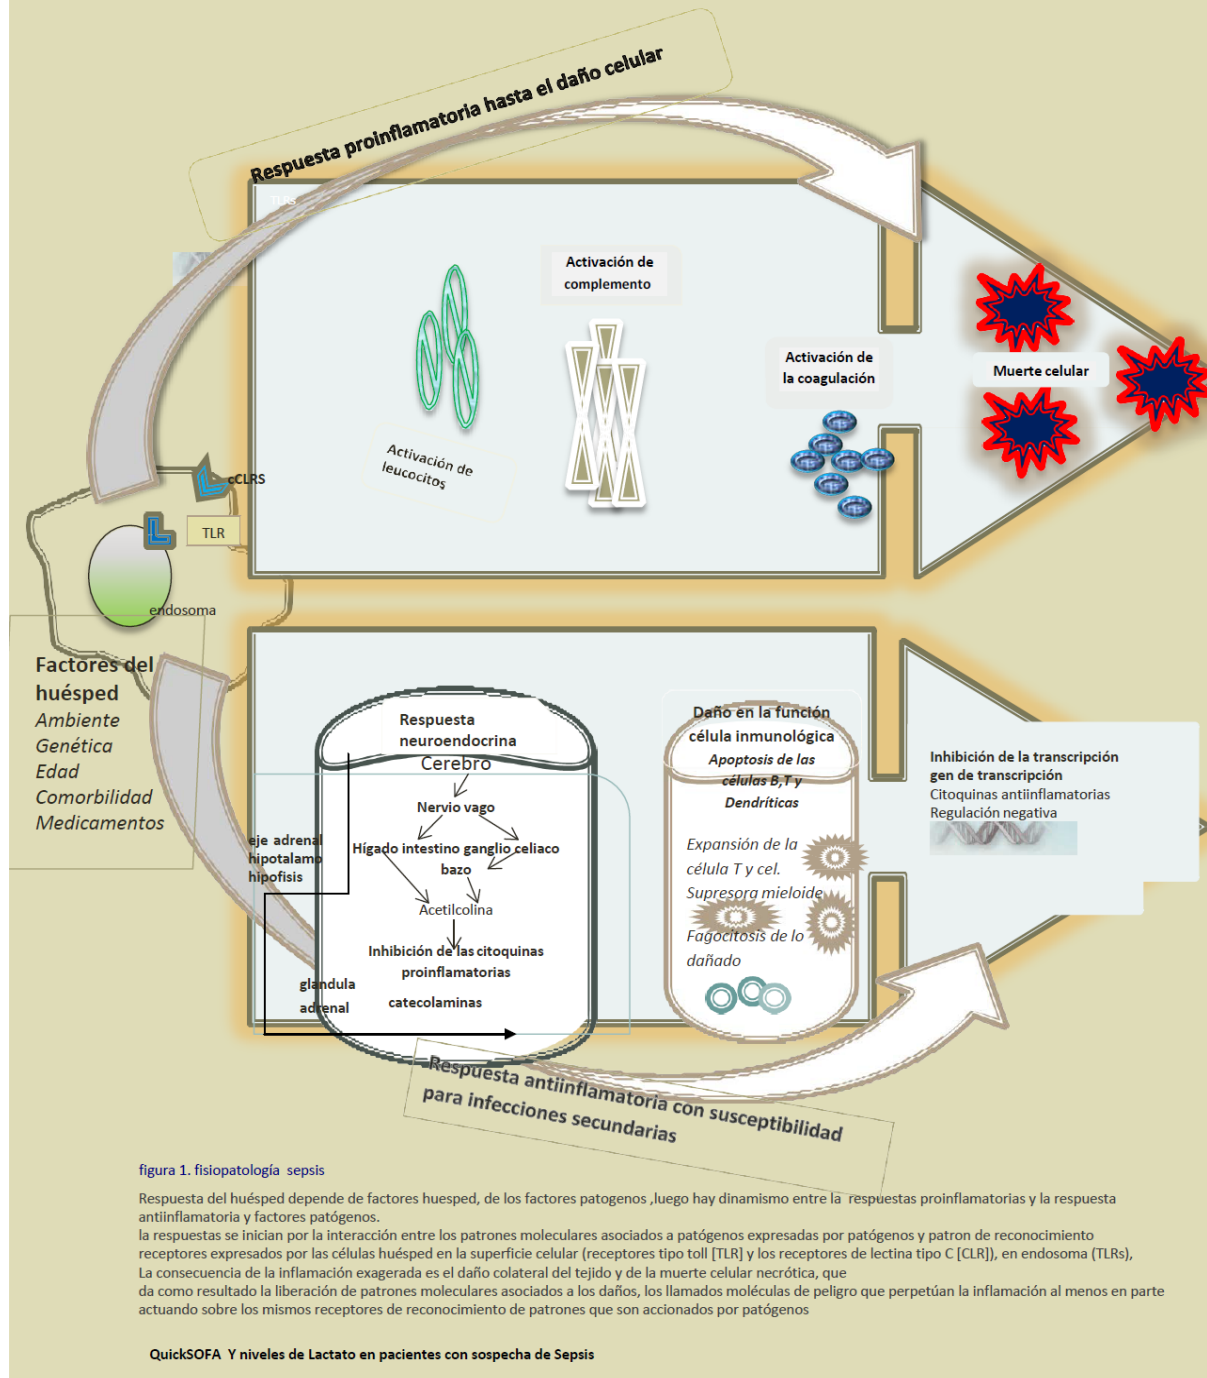 Respuesta proinflamatoria hasta el daño celular
TLRs
Activación de
complemento
Activación de
la coagulación
Muerte celular
Activación de
leucocitos
cCLRS
TLR
endosoma
Factores del
huésped
Ambiente
Genética
Edad
Comorbilidad
Medicamentos
Respuesta
neuroendocrina
Cerebro
Nervio vago
eje adrenal
hipotalamo
hipofisis
Hígado intestino ganglio celiaco
bazo
Acetilcolina
Inhibición de las citoquinas
proinflamatorias
glandula
adrenal
catecolaminas
Daño en la función
célula inmunológica
Apoptosis de las
células B,T y
Dendríticas
Expansión de la
célula T y cel.
Supresora mieloide
Fagocitosis de lo
dañado
Inhibición de la transcripción
gen de transcripción
Citoquinas antiinflamatorias
Regulación negativa
Respuesta antiinflamatoria con susceptibilidad
para infecciones secundarias
figura 1. fisiopatología sepsis
Respuesta del huésped depende de factores huesped, de los factores patogenos ,luego hay dinamismo entre la respuestas proinflamatorias y la respuesta
antiinflamatoria y factores patógenos.
la respuestas se inician por la interacción entre los patrones moleculares asociados a patógenos expresadas por patógenos y patron de reconocimiento
receptores expresados por las células huésped en la superficie celular (receptores tipo toll [TLR] y los receptores de lectina tipo C [CLR]), en endosoma (TLRs),
La consecuencia de la inflamación exagerada es el daño colateral del tejido y de la muerte celular necrótica, que
da como resultado la liberación de patrones moleculares asociados a los daños, los llamados moléculas de peligro que perpetúan la inflamación al menos en parte
actuando sobre los mismos receptores de reconocimiento de patrones que son accionados por patógenos
QuickSOFA Y niveles de Lactato en pacientes con sospecha de Sepsis